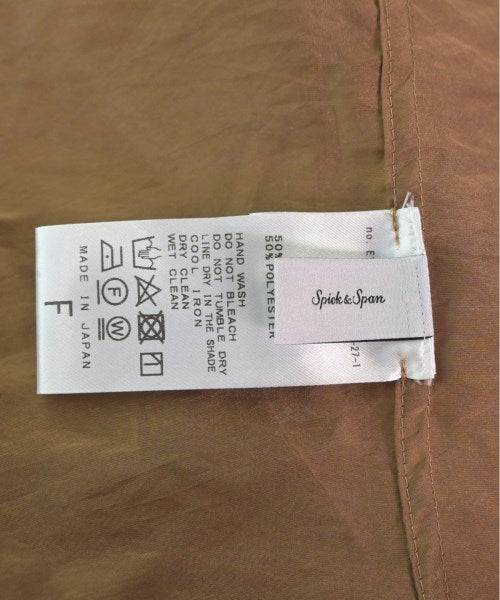 Spick&Span
no. E
-27-1
50%
50%POLYESTER
HAND WASH
DO NOT BLEACH
DO NOT TUMBLE DRY
LINE DRY IN THE SHADE
COOL IRON
DRY CLEAN
WET CLEAN
F W
MADE IN JAPAN
F